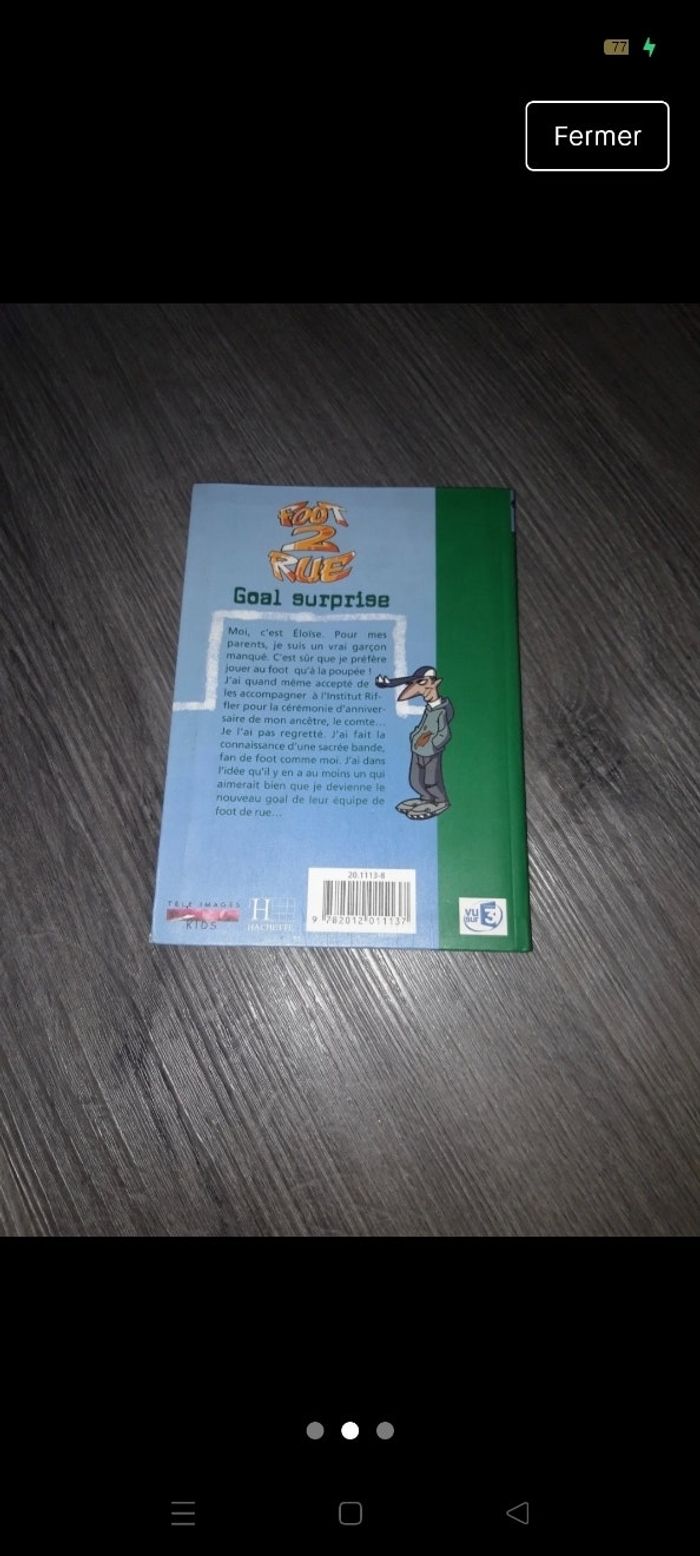 77
Fermer
FOOT
2
RUE
Goal surprise
Moi, c'est Éloïse. Pour mes
parents, je suis un vrai garçon
manqué. C'est sûr que je préfère
jouer au foot qu'à la poupée !
J'ai quand même accepté de
les accompagner à l'Institut Rif-
fler pour la cérémonie d'anniver-
saire de mon ancêtre, le comte...
Je l'ai pas regretté. J'ai fait la
connaissance d'une sacrée bande,
fan de foot comme moi. J'ai dans
l'idée qu'il y en a au moins un qui
aimerait bien que je devienne le
nouveau goal de leur équipe de
foot de rue...
20.1113-8
9 782012 011137
TÉLÉ IMAGES
KIDS
H
HACHETTE
vu
sur 3